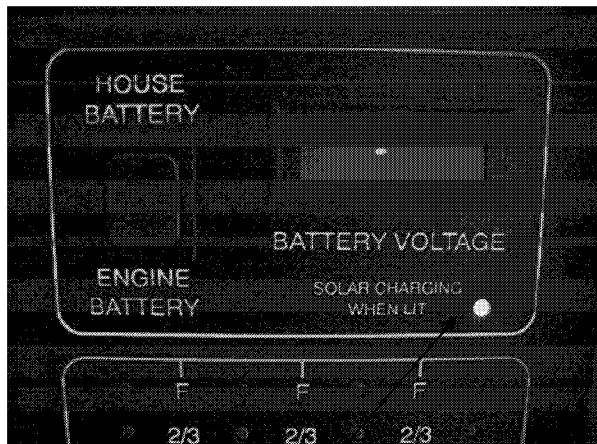 HOUSE
BATTERY
BATTERY VOLTAGE
ENGINE
BATTERY
SOLAR CHARGING
WHEN LIT
F F F
2/3 2/3 2/3